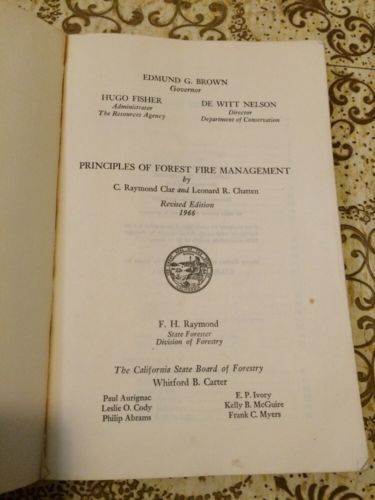 EDMUND G. BROWN
Governor
HUGO FISHER
Administrator
The Resources Agency
DE WITT NELSON
Director
Department of Conservation
PRINCIPLES OF FOREST FIRE MANAGEMENT
by
C. Raymond Clar and Leonard R. Chatten
Revised Edition
1966
F. H. Raymond
State Forester
Division of Forestry
The California State Board of Forestry
Whitford B. Carter
Paul Aurignac
Leslie O. Cody
Philip Abrams
E. P. Ivory
Kelly B. McGuire
Frank C. Myers